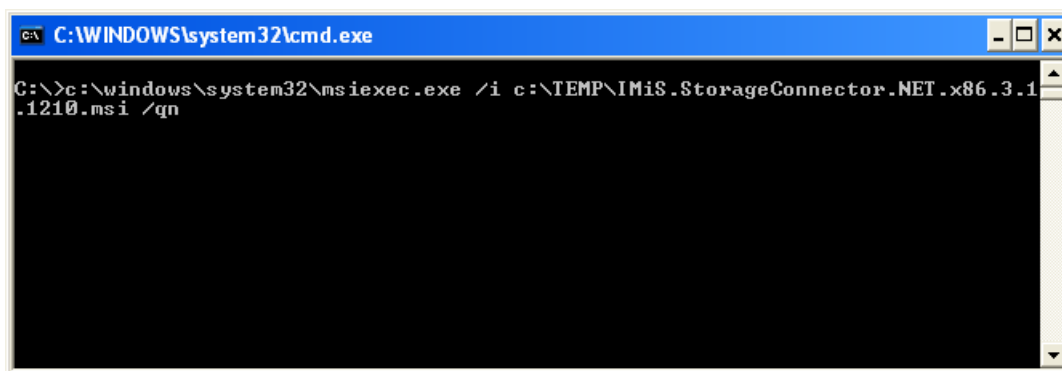 C:\WINDOWS\system32\cmd.exe
C:\>c:\windows\system32\msiexec.exe /i c:\TEMP\IMiS.StorageConnector.NET.x86.3.1
.1210.msi /qn